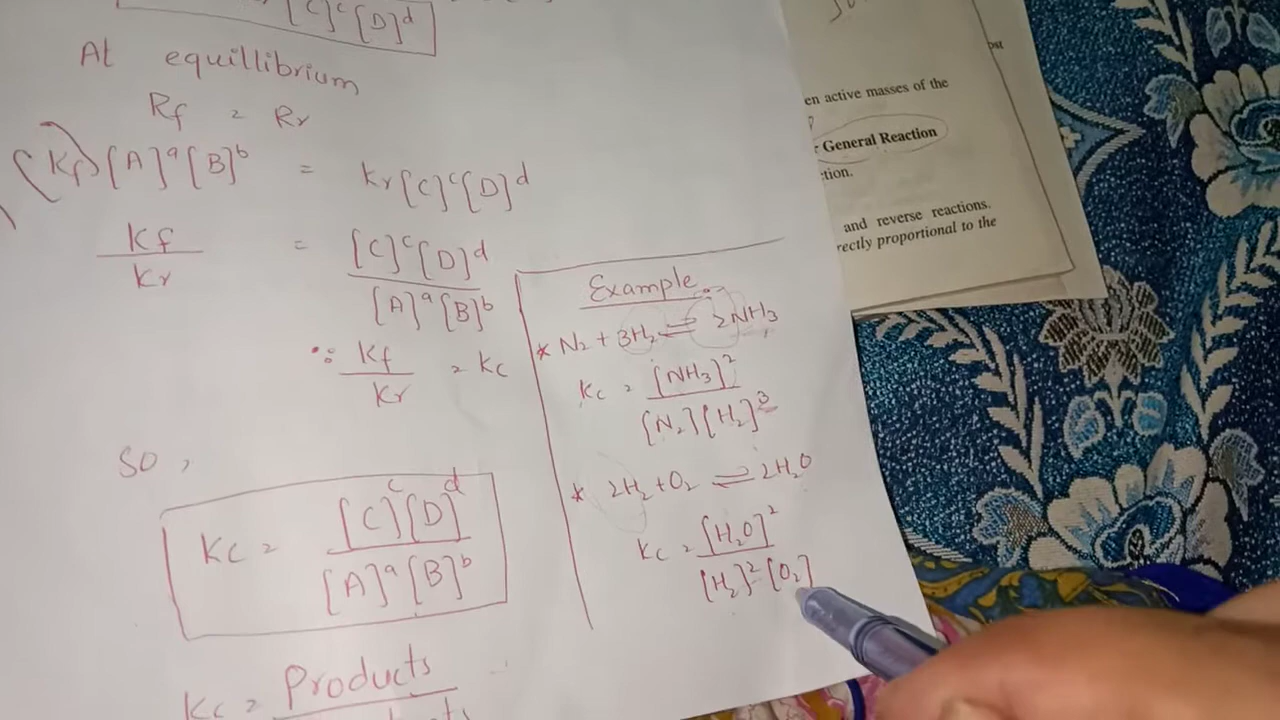 [C]ᶜ[D]ᵈ
At equillibrium
Rf = Rr
(Kf)[A]ᵃ[B]ᵇ = Kr[C]ᶜ[D]ᵈ
Kf / Kr = [C]ᶜ[D]ᵈ / [A]ᵃ[B]ᵇ
∵ Kf / Kr = Kc
So,
Kc = [C]ᶜ[D]ᵈ / [A]ᵃ[B]ᵇ
Kc = Products
Example
* N₂ + 3H₂ ⇌ 2NH₃
Kc = [NH₃]² / [N₂][H₂]³
* 2H₂ + O₂ ⇌ 2H₂O
Kc = [H₂O]² / [H₂]² [O₂]
en active masses of the
General Reaction
tion.
and reverse reactions.
rectly proportional to the